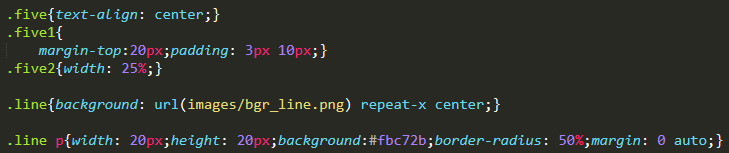 .five{text-align: center;}
.five1{
margin-top:20px;padding: 3px 10px;}
.five2{width: 25%;}
.line{background: url(images/bgr_line.png) repeat-x center;}
.line p{width: 20px;height: 20px;background:#fbc72b;border-radius: 50%;margin: 0 auto;}